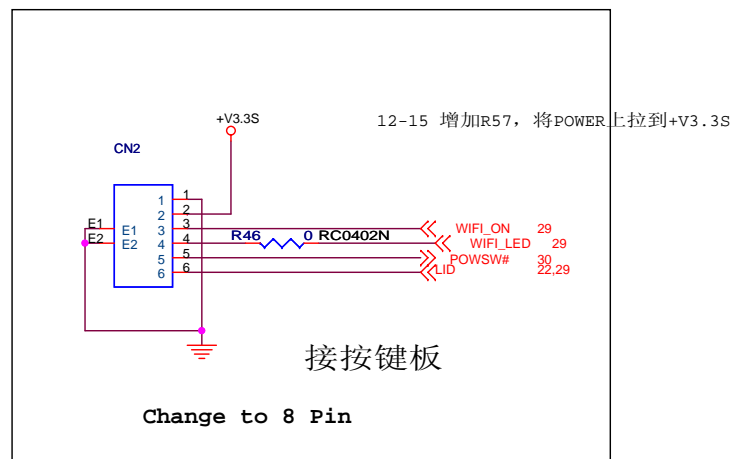 +V3.3S
12-15 增加R57，将POWER上拉到+V3.3S
CN2
1 1
2 2
E1 E1 3 3 WIFI_ON 29
E2 E2 4 4 R46 0 RC0402N WIFI_LED 29
5 5 POWSW# 30
6 6 LID 22,29
接按键板
Change to 8 Pin